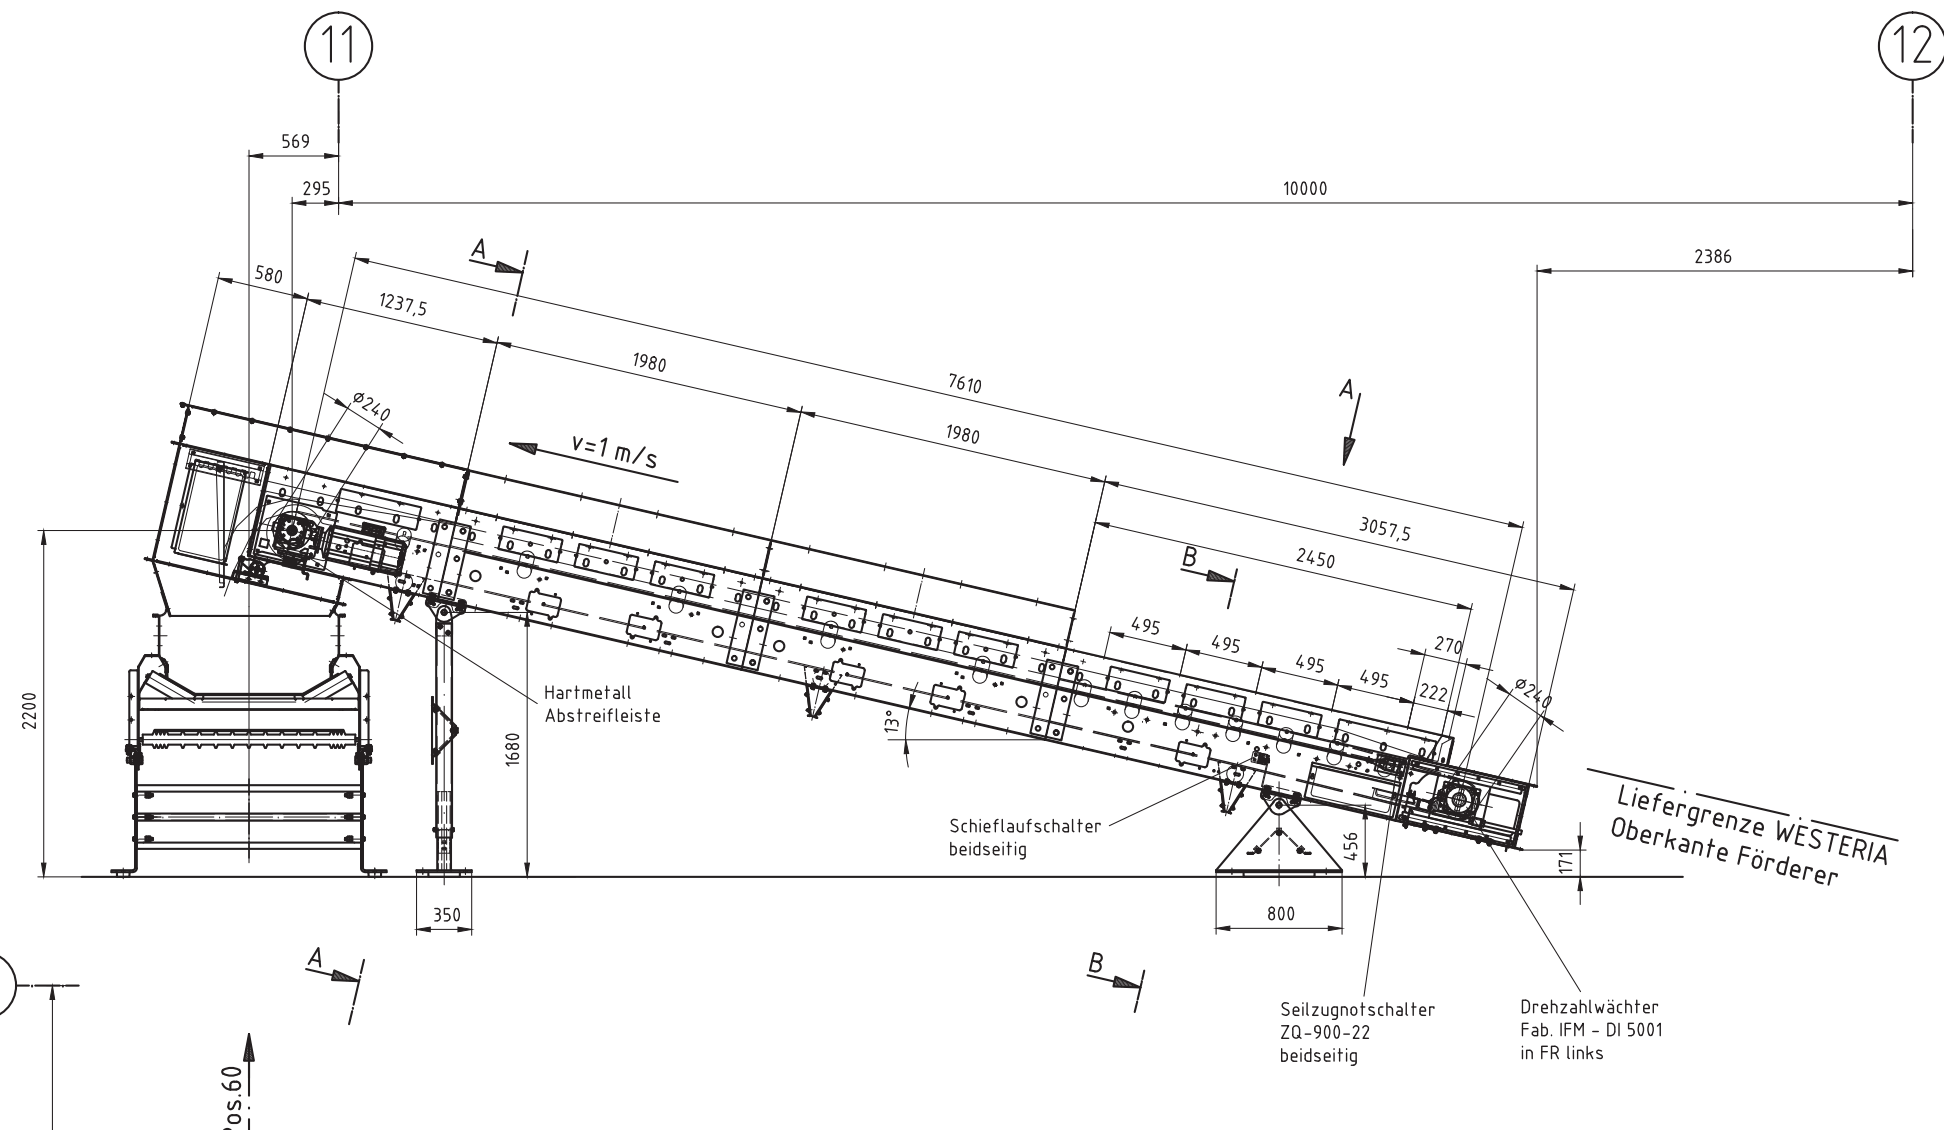 11
12
569
295
10000
2386
A
580
1237,5
1980
7610
A
ø240
v=1 m/s
1980
3057,5
B
2450
495
495
495
495
270
222
ø240
Hartmetall
Abstreifleiste
2200
1680
13°
Schieflaufschalter
beidseitig
456
171
Liefergrenze WESTERIA
Oberkante Förderer
350
800
A
B
Seilzugnotschalter
ZQ-900-22
beidseitig
Drehzahlwächter
Fab. IFM - DI 5001
in FR links
Pos.60